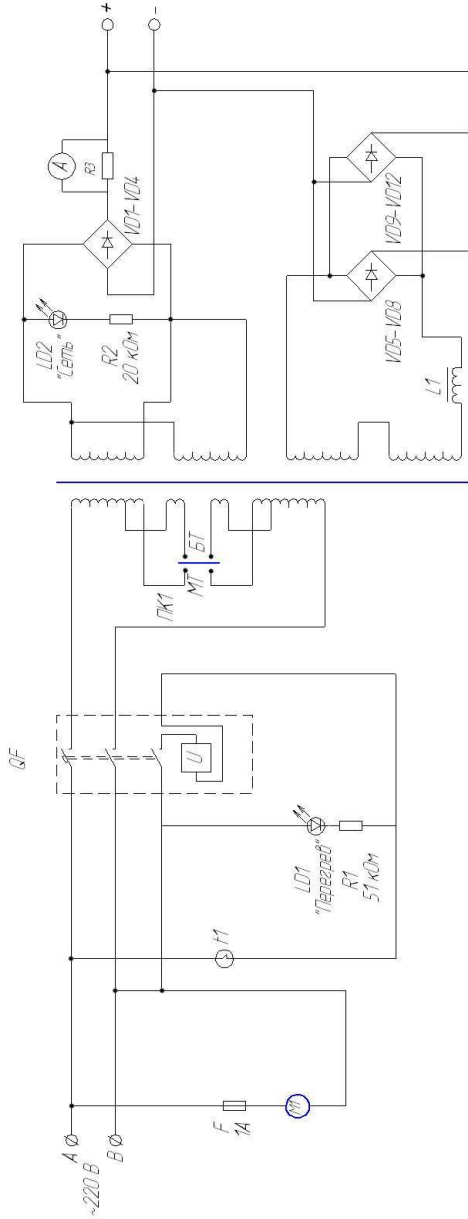 А
~220 В
В
F
1А
М1
t1
LD1
"Перегрев"
R1
51 кОм
QF
U
ПК1
МТ
БТ
LD2
"Сеть"
R2
20 кОм
VD1-VD4
А
R3
+
-
L1
VD5-VD8
VD9-VD12